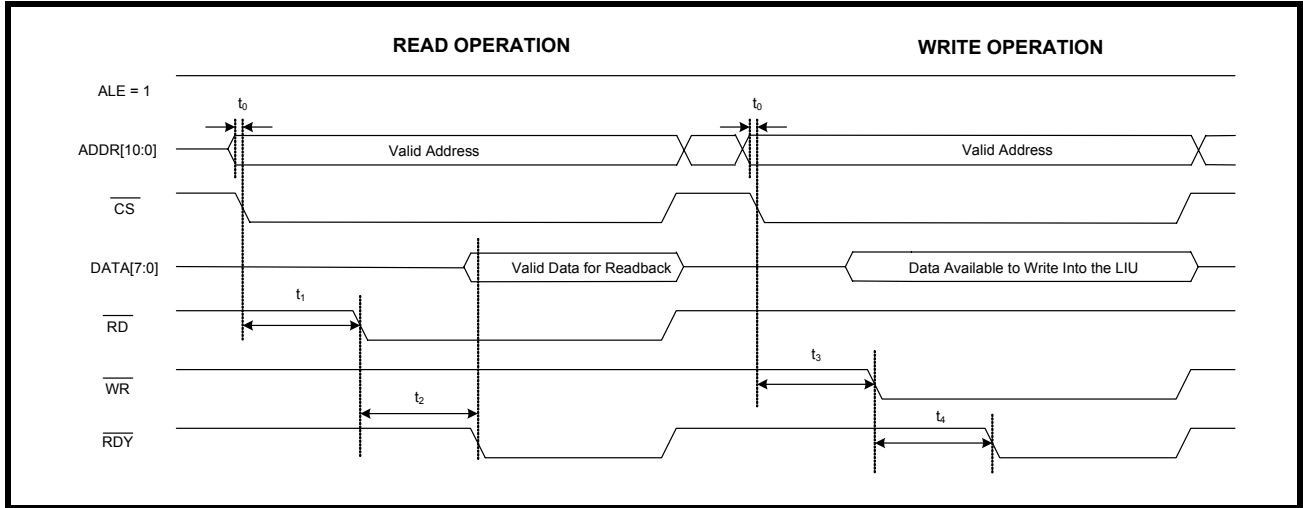 READ OPERATION WRITE OPERATION
ALE = 1
t0 t0
ADDR[10:0] Valid Address Valid Address
CS
DATA[7:0] Valid Data for Readback Data Available to Write Into the LIU
t1
RD
t3
WR
t2 t4
RDY